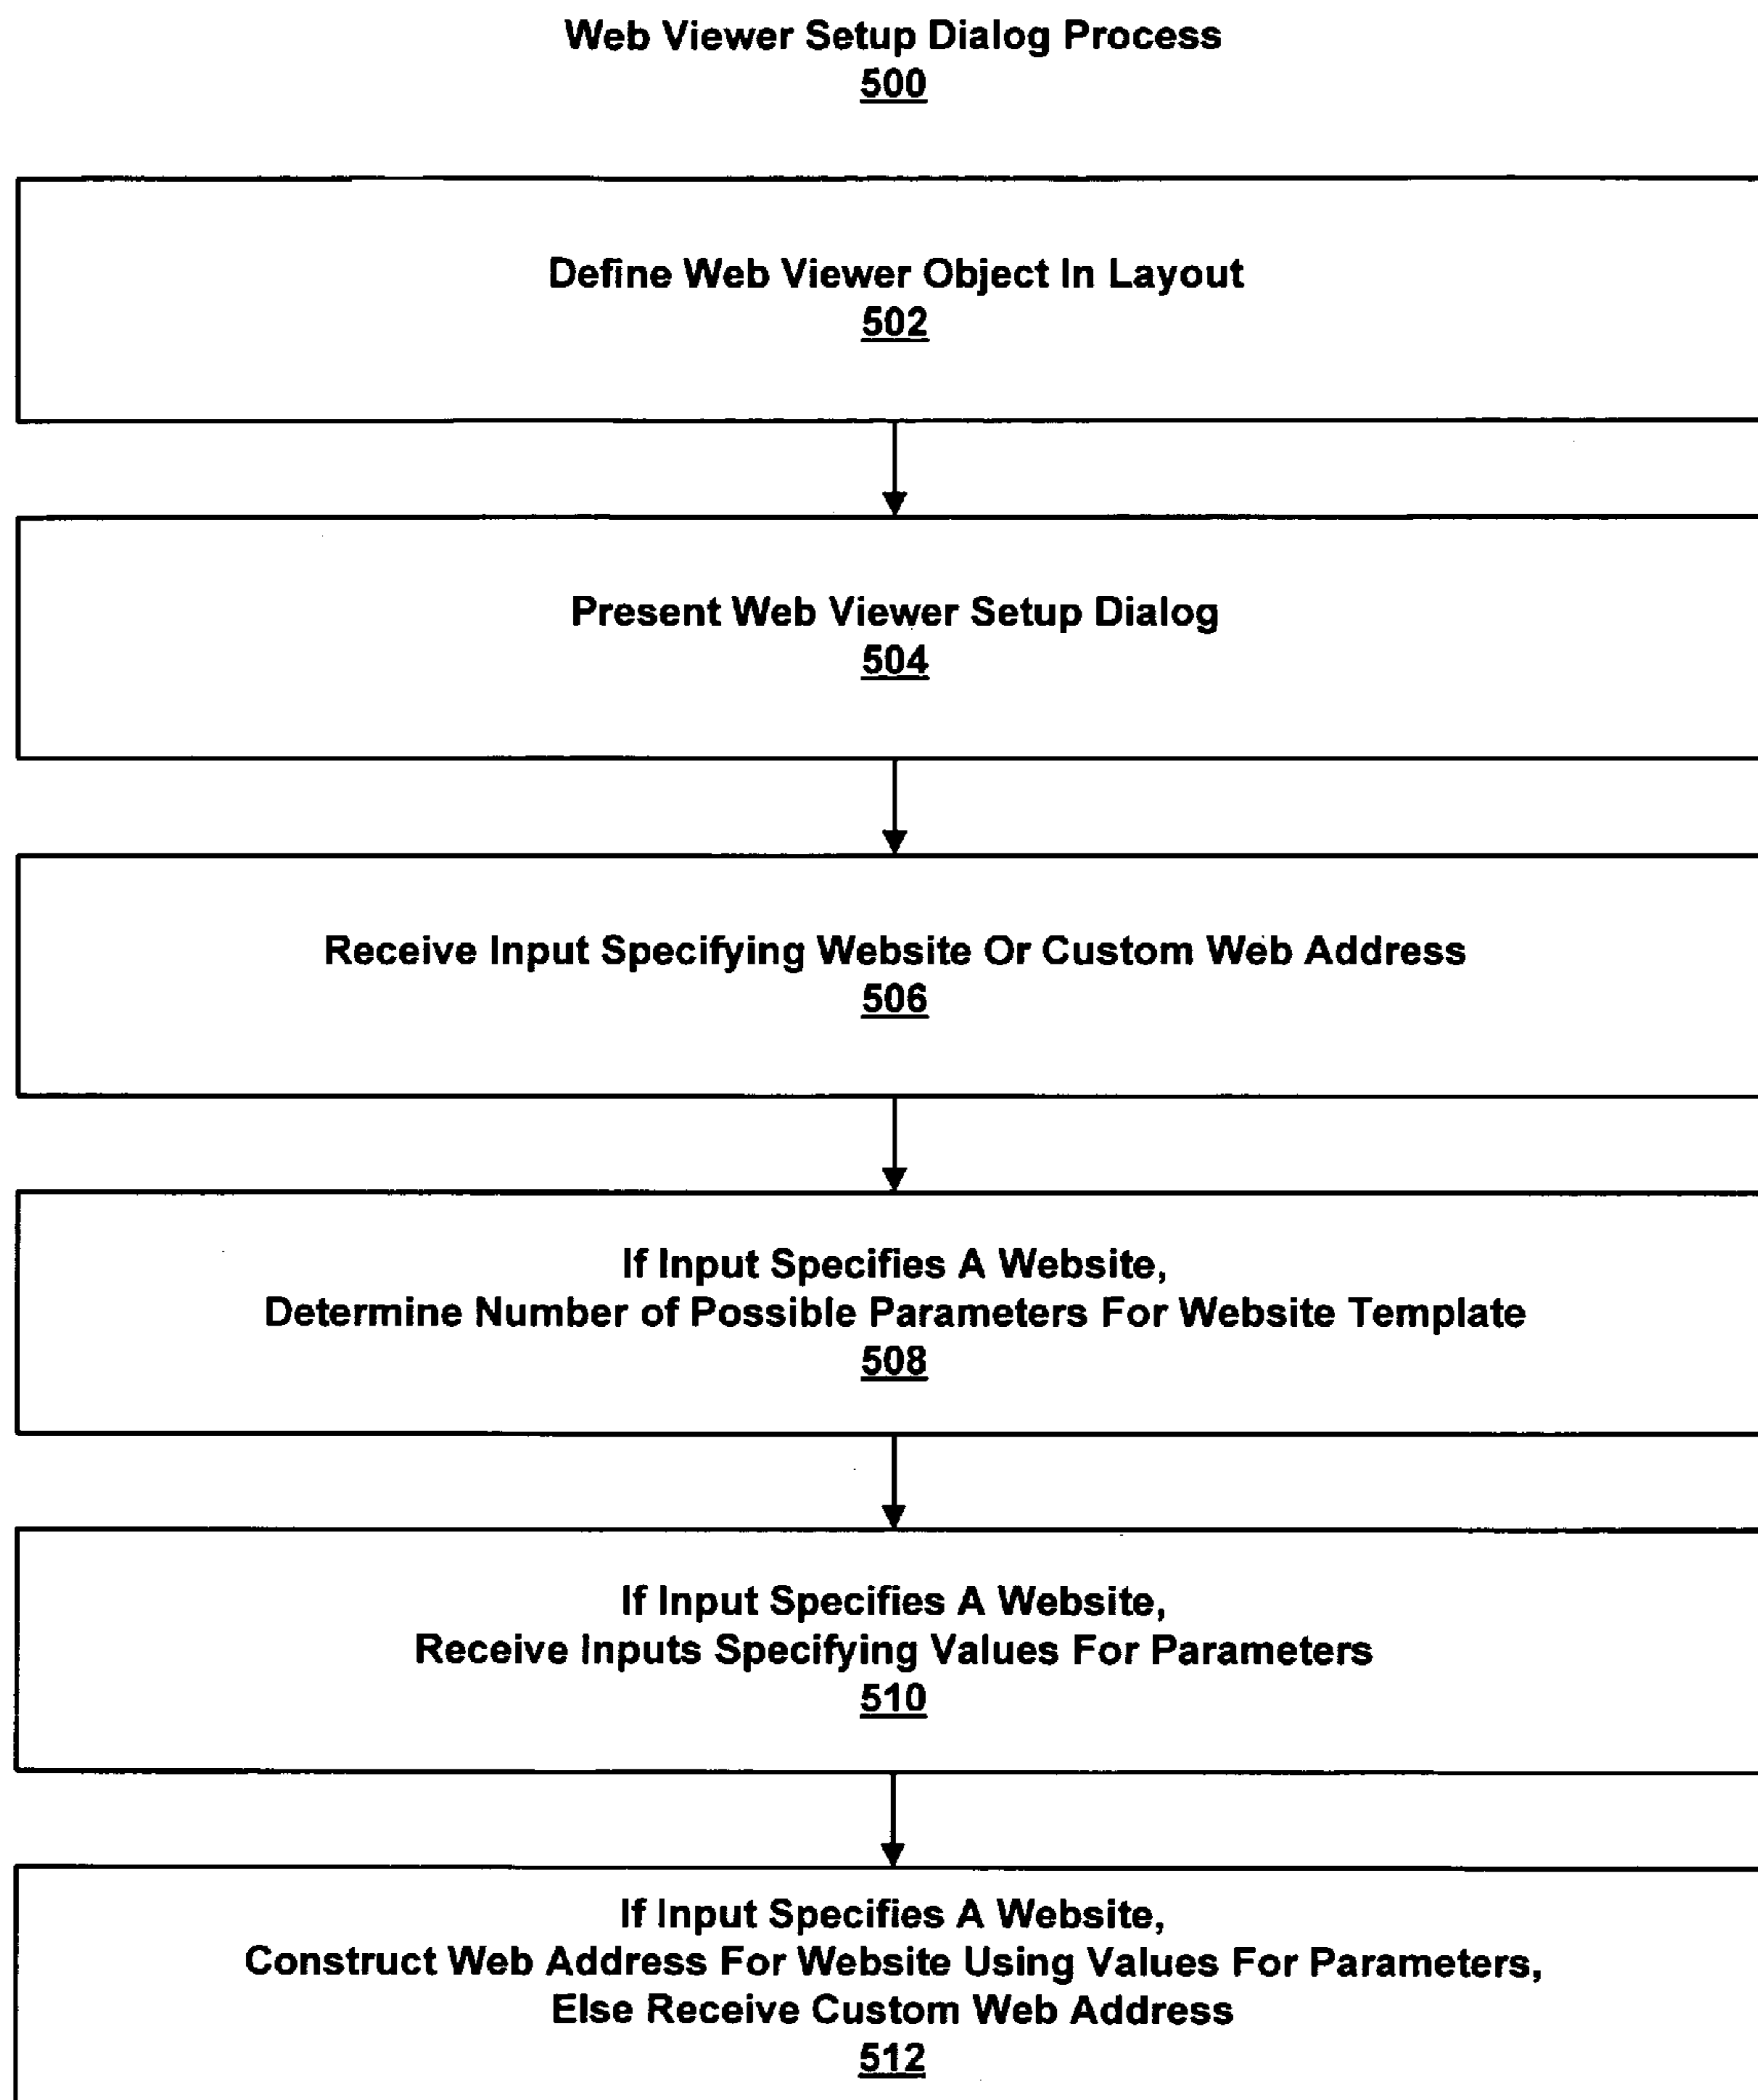 Web Viewer Setup Dialog Process
500
Define Web Viewer Object In Layout
502
Present Web Viewer Setup Dialog
504
Receive Input Specifying Website Or Custom Web Address
506
If Input Specifies A Website,
Determine Number of Possible Parameters For Website Template
508
If Input Specifies A Website,
Receive Inputs Specifying Values For Parameters
510
If Input Specifies A Website,
Construct Web Address For Website Using Values For Parameters,
Else Receive Custom Web Address
512